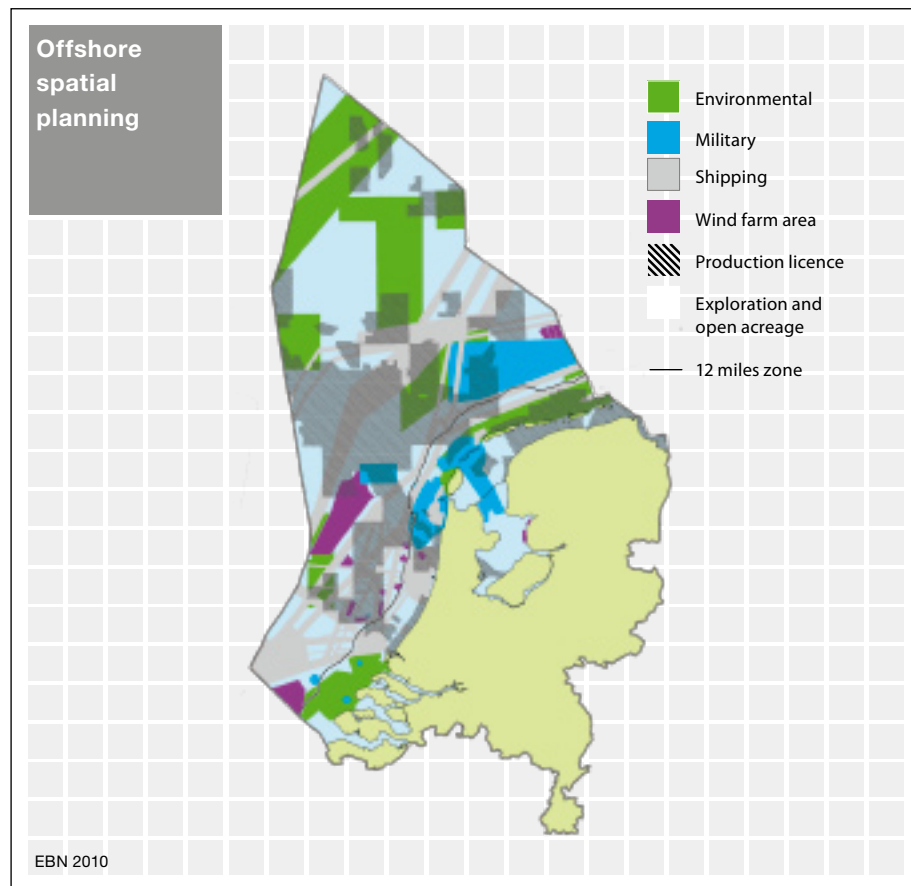 Offshore
spatial
planning
Environmental
Military
Shipping
Wind farm area
Production licence
Exploration and
open acreage
12 miles zone
EBN 2010